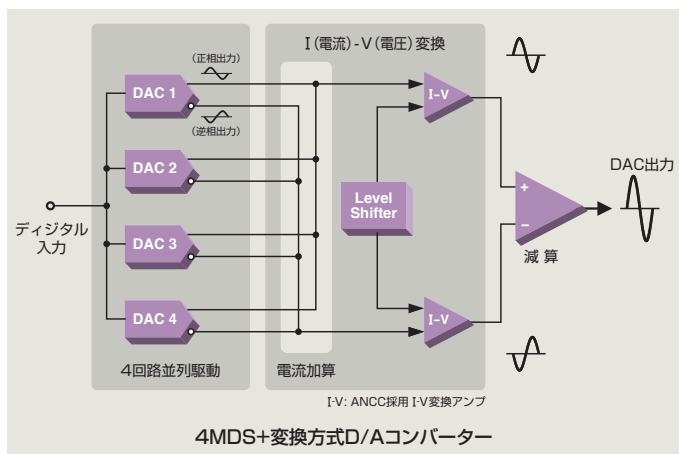 I(電流)-V(電圧)変換
(正相出力)
DAC 1
I-V
(逆相出力)
DAC 2
DAC出力
Level
Shifter
+
−
ディジタル
入力
DAC 3
減 算
DAC 4
I-V
4回路並列駆動
電流加算
I-V: ANCC採用 I-V変換アンプ
4MDS+変換方式D/Aコンバーター